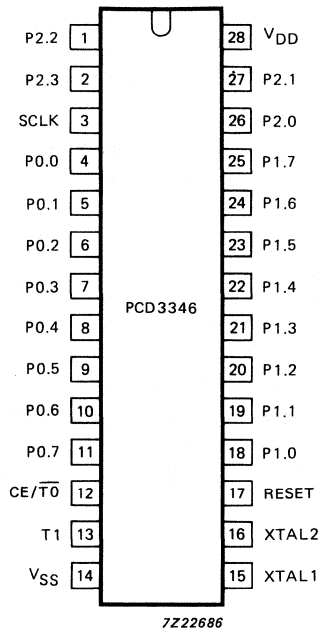 P2.2 1 28 VDD
P2.3 2 27 P2.1
SCLK 3 26 P2.0
P0.0 4 25 P1.7
P0.1 5 24 P1.6
P0.2 6 23 P1.5
P0.3 7 22 P1.4
PCD3346
P0.4 8 21 P1.3
P0.5 9 20 P1.2
P0.6 10 19 P1.1
P0.7 11 18 P1.0
CE/T̅0̅ 12 17 RESET
T1 13 16 XTAL2
VSS 14 15 XTAL1
7Z22686